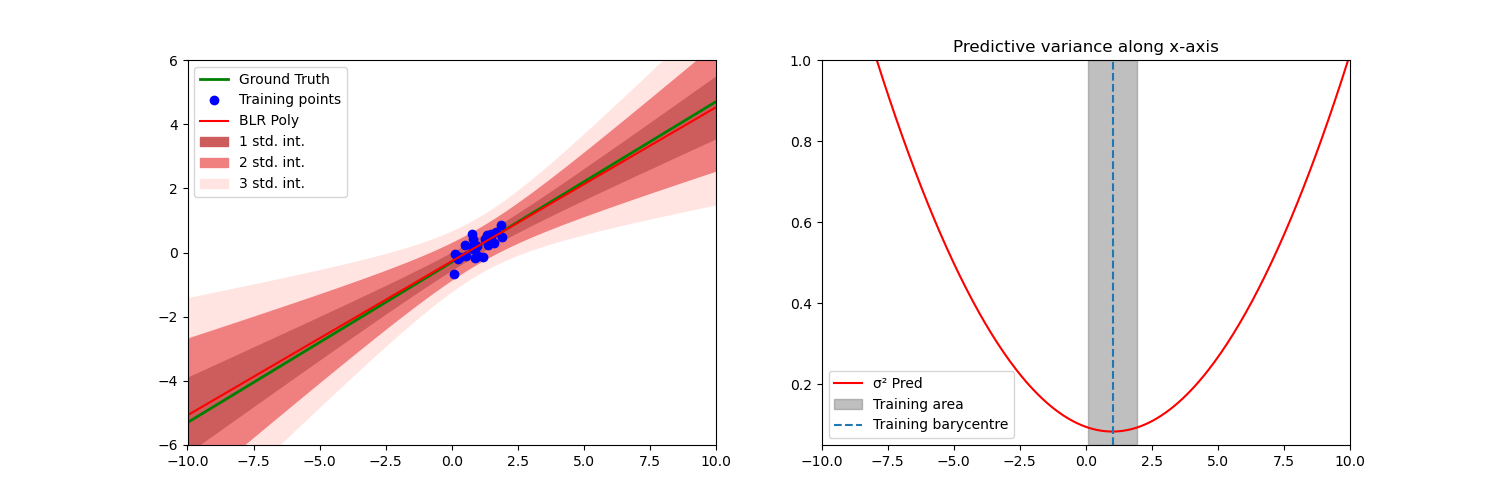 Predictive variance along x-axis
6
4
2
0
−2
−4
−6
−10.0 −7.5 −5.0 −2.5 0.0 2.5 5.0 7.5 10.0
Ground Truth
Training points
BLR Poly
1 std. int.
2 std. int.
3 std. int.
1.0
0.8
0.6
0.4
0.2
−10.0 −7.5 −5.0 −2.5 0.0 2.5 5.0 7.5 10.0
σ² Pred
Training area
Training barycentre